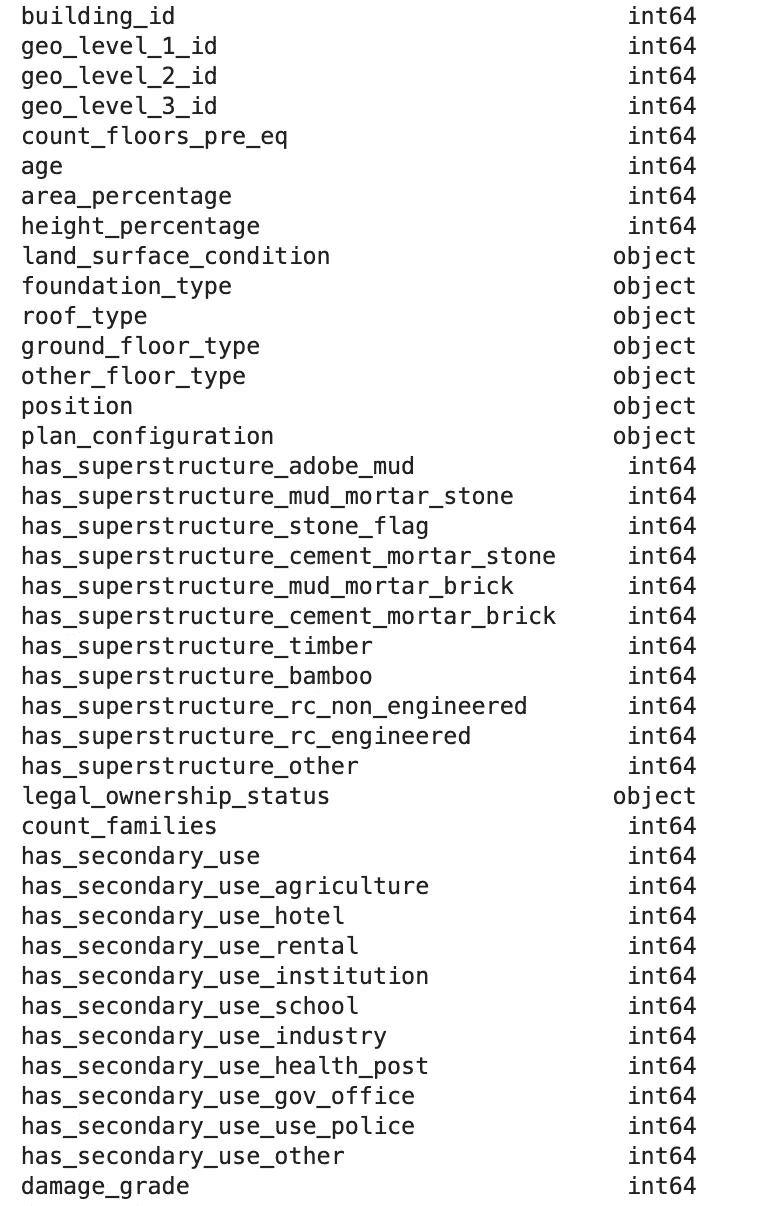 building_id int64
geo_level_1_id int64
geo_level_2_id int64
geo_level_3_id int64
count_floors_pre_eq int64
age int64
area_percentage int64
height_percentage int64
land_surface_condition object
foundation_type object
roof_type object
ground_floor_type object
other_floor_type object
position object
plan_configuration object
has_superstructure_adobe_mud int64
has_superstructure_mud_mortar_stone int64
has_superstructure_stone_flag int64
has_superstructure_cement_mortar_stone int64
has_superstructure_mud_mortar_brick int64
has_superstructure_cement_mortar_brick int64
has_superstructure_timber int64
has_superstructure_bamboo int64
has_superstructure_rc_non_engineered int64
has_superstructure_rc_engineered int64
has_superstructure_other int64
legal_ownership_status object
count_families int64
has_secondary_use int64
has_secondary_use_agriculture int64
has_secondary_use_hotel int64
has_secondary_use_rental int64
has_secondary_use_institution int64
has_secondary_use_school int64
has_secondary_use_industry int64
has_secondary_use_health_post int64
has_secondary_use_gov_office int64
has_secondary_use_use_police int64
has_secondary_use_other int64
damage_grade int64